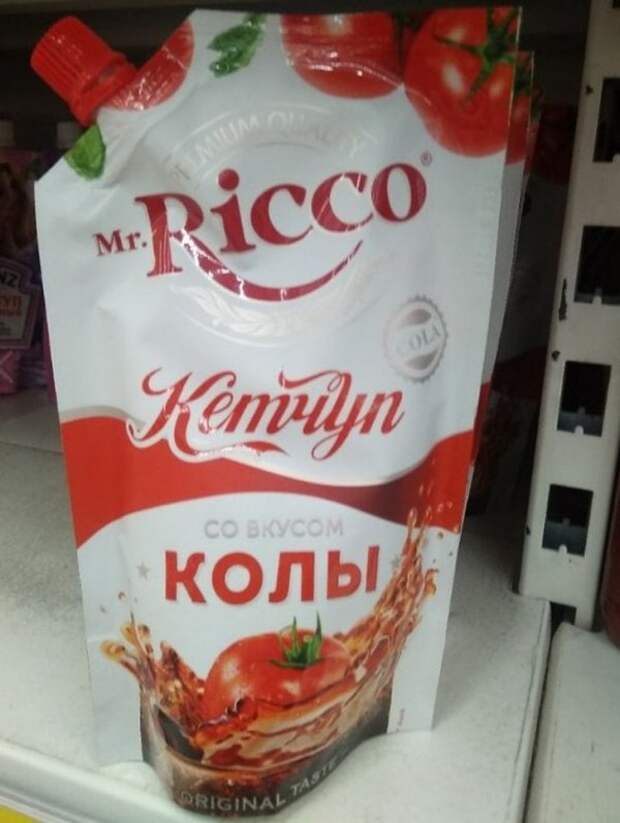 PREMIUM QUALITY
Mr. Ricco®
COLA
Кетчуп
СО ВКУСОМ
КОЛЫ
ORIGINAL TASTE